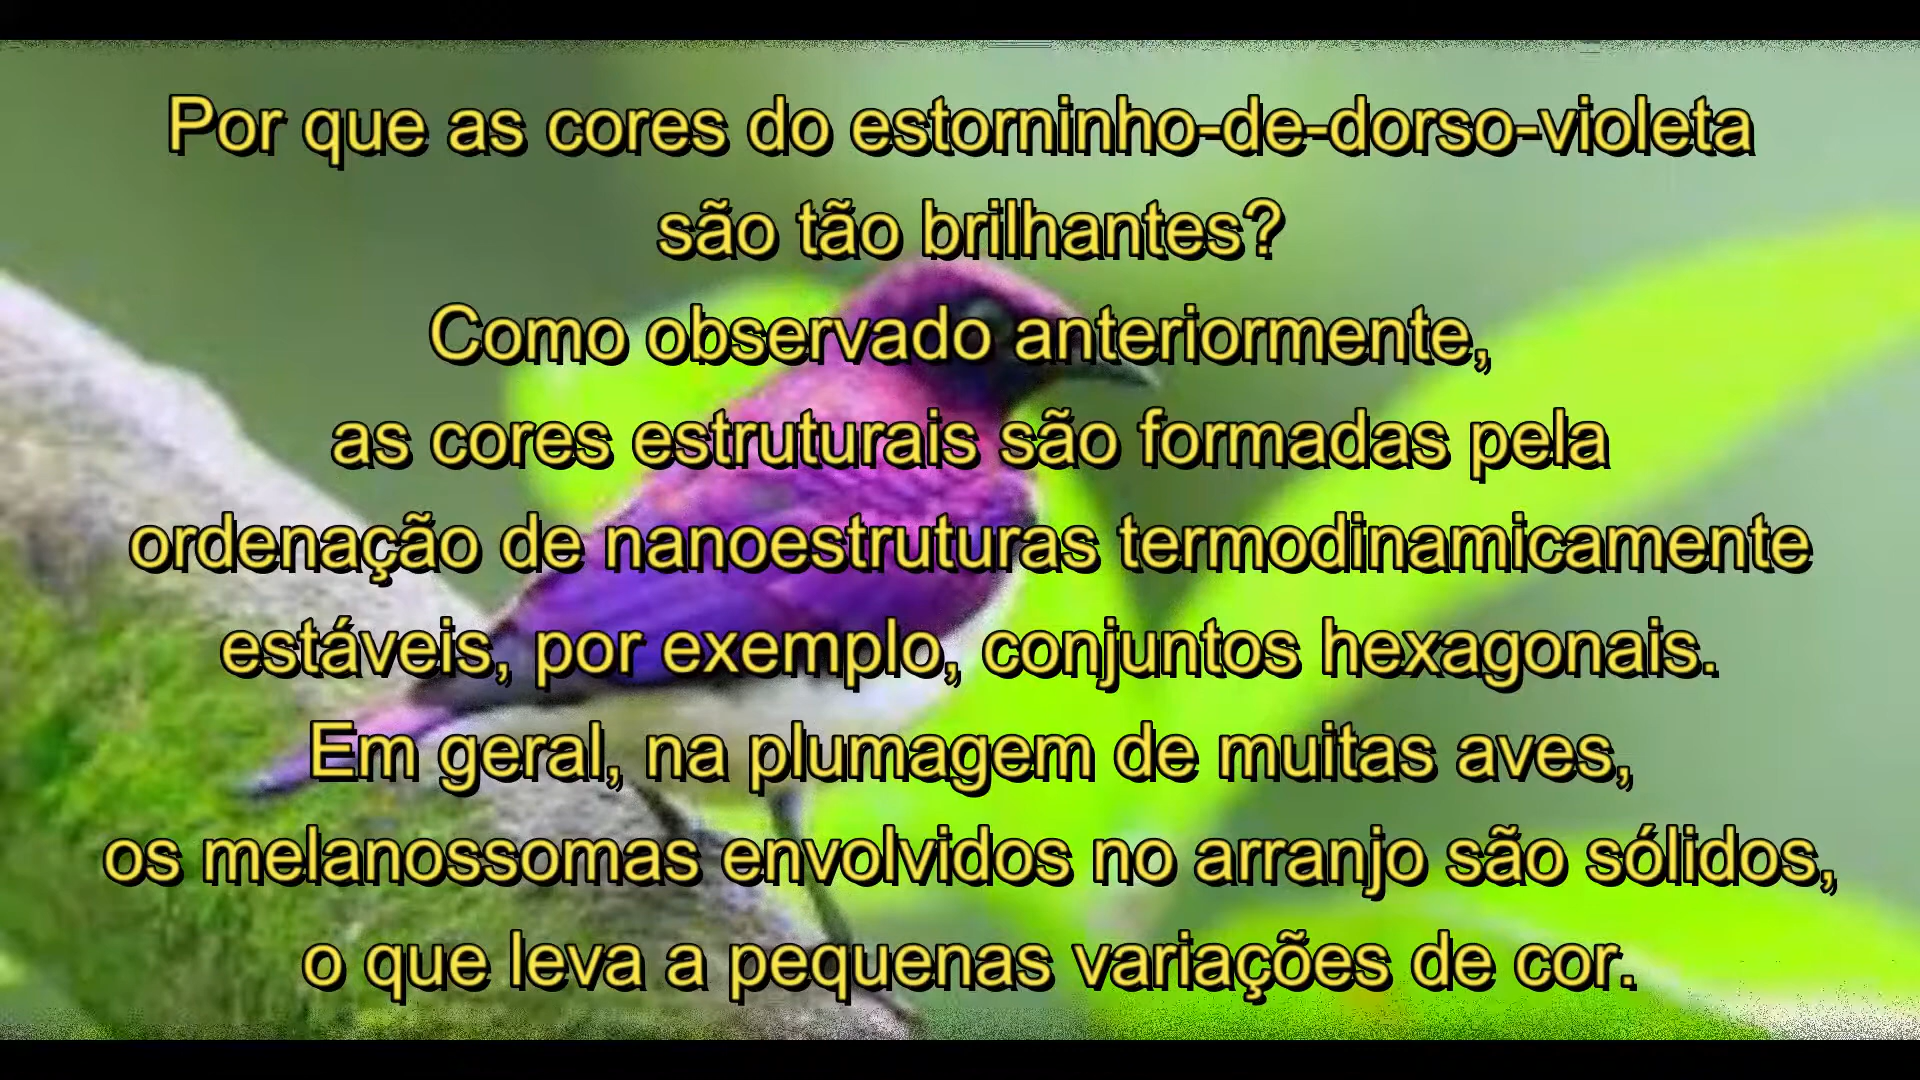 Por que as cores do estorninho-de-dorso-violeta
são tão brilhantes?
Como observado anteriormente,
as cores estruturais são formadas pela
ordenação de nanoestruturas termodinamicamente
estáveis, por exemplo, conjuntos hexagonais.
Em geral, na plumagem de muitas aves,
os melanossomas envolvidos no arranjo são sólidos,
o que leva a pequenas variações de cor.